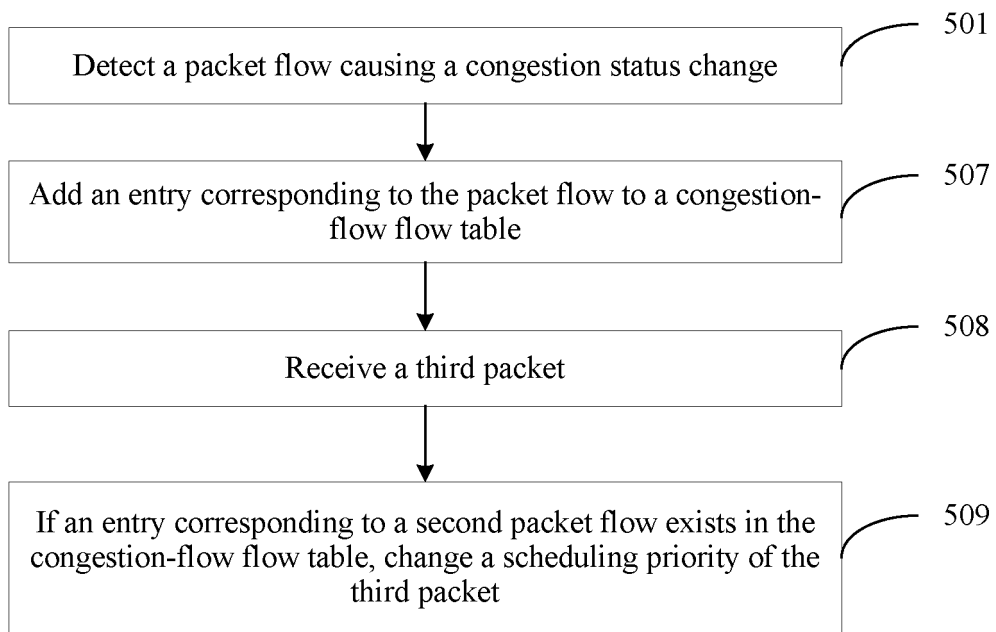 501
Detect a packet flow causing a congestion status change
507
Add an entry corresponding to the packet flow to a congestion-
flow flow table
508
Receive a third packet
509
If an entry corresponding to a second packet flow exists in the
congestion-flow flow table, change a scheduling priority of the
third packet